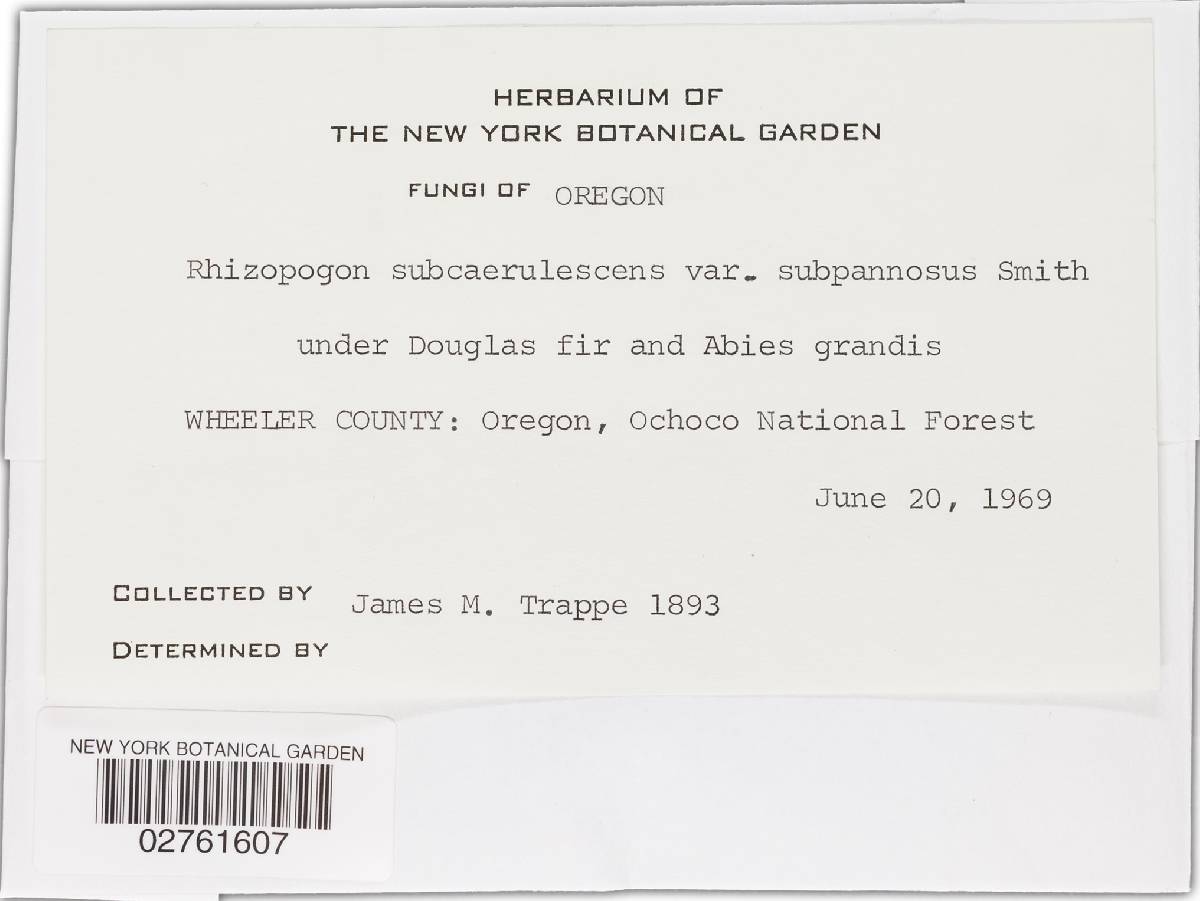 HERBARIUM OF
THE NEW YORK BOTANICAL GARDEN
FUNGI OF OREGON
Rhizopogon subcaerulescens var. subpannosus Smith
under Douglas fir and Abies grandis
WHEELER COUNTY: Oregon, Ochoco National Forest
June 20, 1969
COLLECTED BY James M. Trappe 1893
DETERMINED BY
NEW YORK BOTANICAL GARDEN
02761607